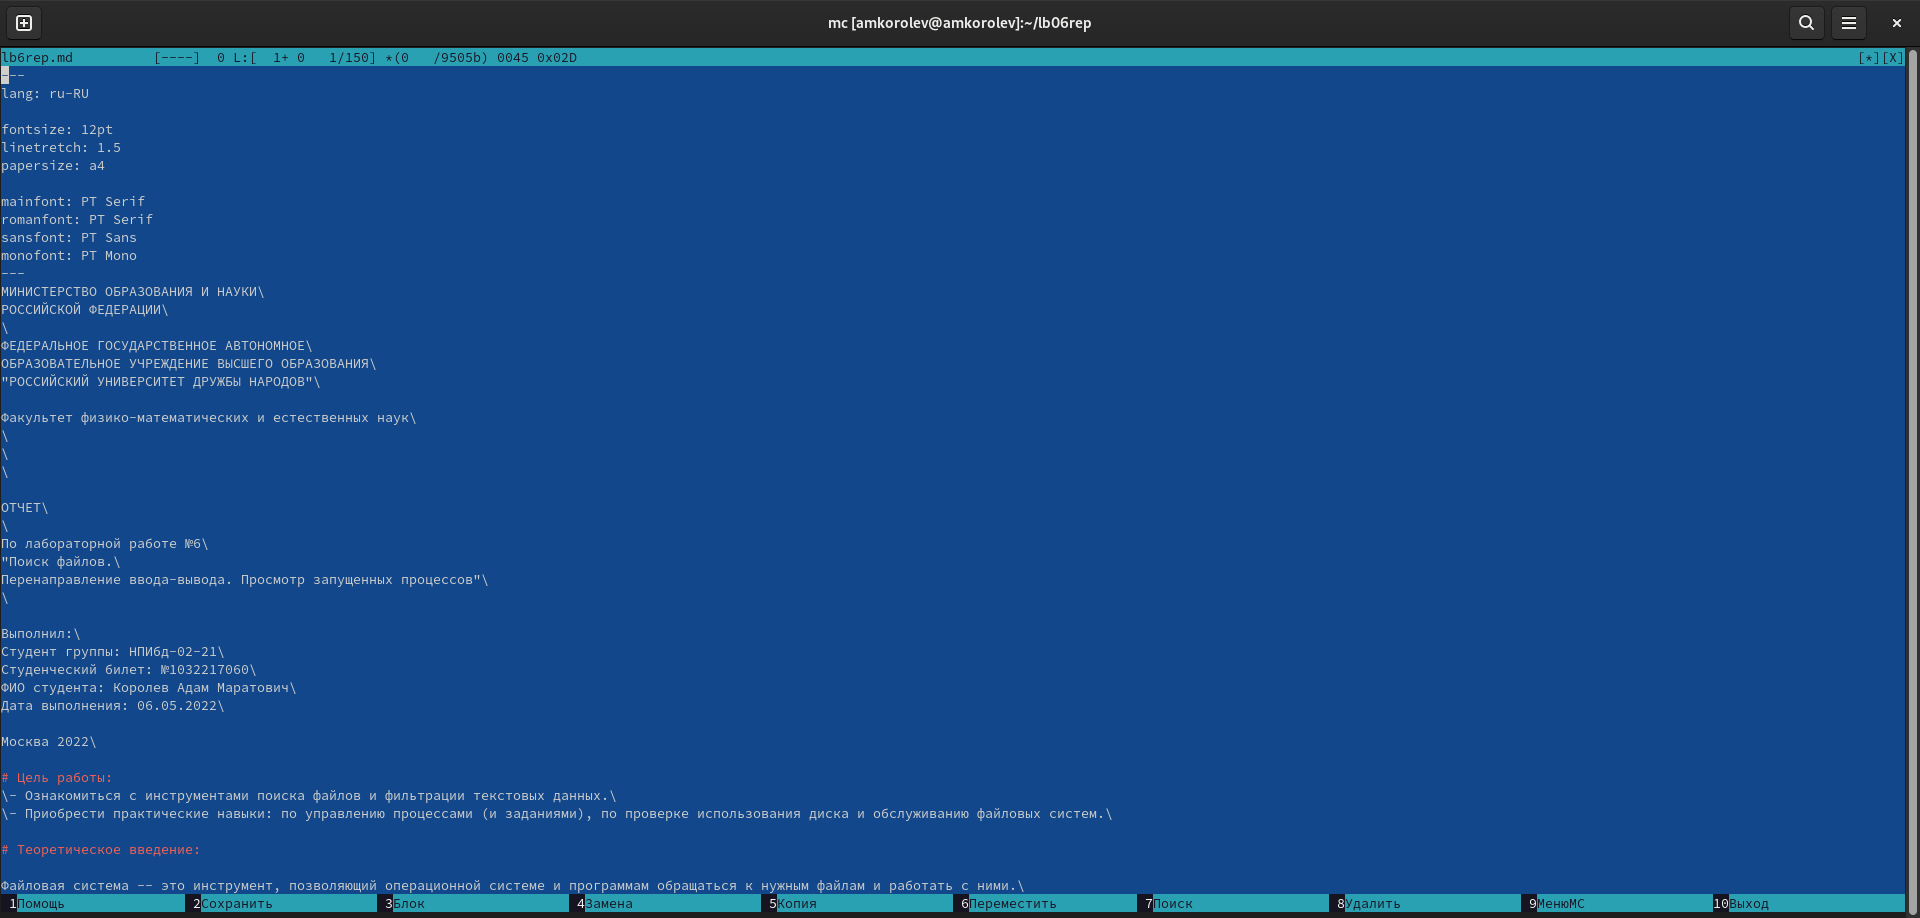 mc [amkorolev@amkorolev]:~/lb06rep
lb6rep.md          [----]  0 L:[  1+ 0   1/150] *(0   /9505b) 0045 0x02D                    [*][X]
---
lang: ru-RU

fontsize: 12pt
linetretch: 1.5
papersize: a4

mainfont: PT Serif
romanfont: PT Serif
sansfont: PT Sans
monofont: PT Mono
---
МИНИСТЕРСТВО ОБРАЗОВАНИЯ И НАУКИ\
РОССИЙСКОЙ ФЕДЕРАЦИИ\
\
ФЕДЕРАЛЬНОЕ ГОСУДАРСТВЕННОЕ АВТОНОМНОЕ\
ОБРАЗОВАТЕЛЬНОЕ УЧРЕЖДЕНИЕ ВЫСШЕГО ОБРАЗОВАНИЯ\
"РОССИЙСКИЙ УНИВЕРСИТЕТ ДРУЖБЫ НАРОДОВ"\

Факультет физико-математических и естественных наук\
\
\
\

ОТЧЕТ\
\
По лабораторной работе №6\
"Поиск файлов.\
Перенаправление ввода-вывода. Просмотр запущенных процессов"\
\

Выполнил:\
Студент группы: НПИбд-02-21\
Студенческий билет: №1032217060\
ФИО студента: Королев Адам Маратович\
Дата выполнения: 06.05.2022\

Москва 2022\

# Цель работы:
\- Ознакомиться с инструментами поиска файлов и фильтрации текстовых данных.\
\- Приобрести практические навыки: по управлению процессами (и заданиями), по проверке использования диска и обслуживанию файловых систем.\

# Теоретическое введение:

Файловая система -- это инструмент, позволяющий операционной системе и программам обращаться к нужным файлам и работать с ними.\
1Помощь 2Сохранить 3Блок 4Замена 5Копия 6Переместить 7Поиск 8Удалить 9МенюMC 10Выход